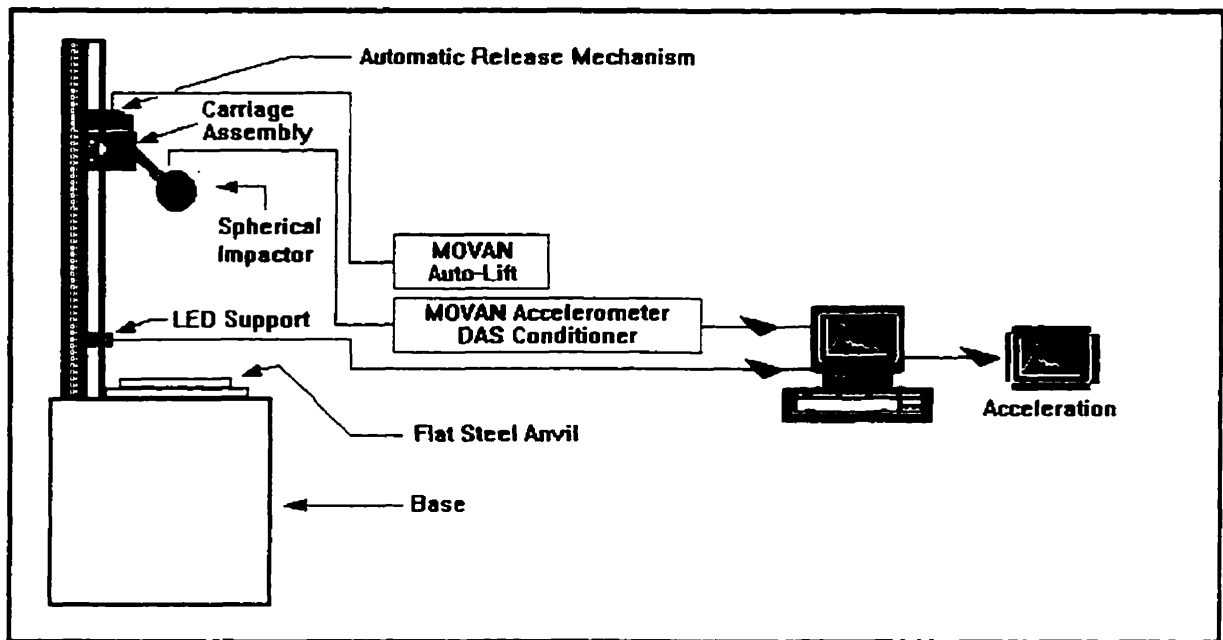 Automatic Release Mechanism
Carriage
Assembly
Spherical
Impactor
MOVAN
Auto-Lift
LED Support
MOVAN Accelerometer
DAS Conditioner
Acceleration
Flat Steel Anvil
Base